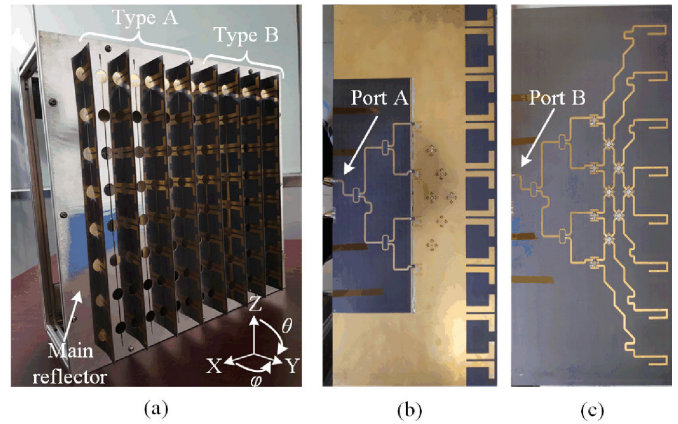 Type A
Type B
Main
reflector
Z
θ
X
Y
φ
(a)
Port A
(b)
Port B
(c)